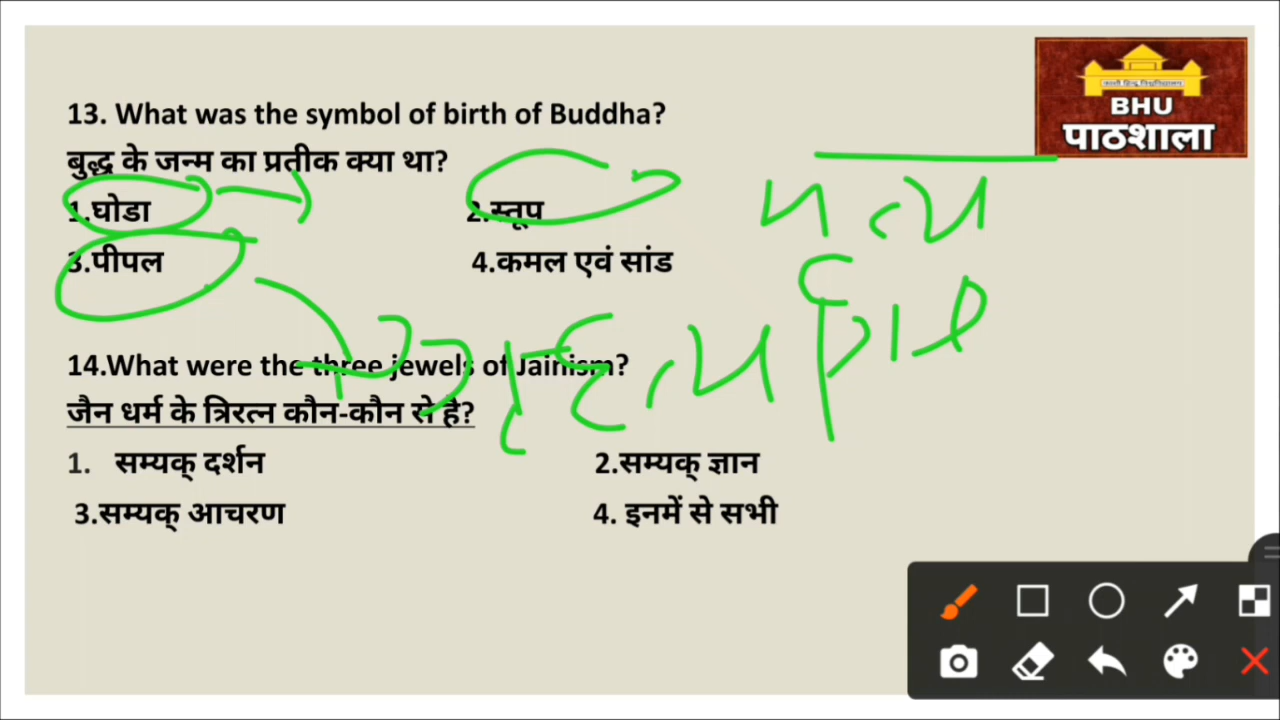 काशी हिन्दू विश्वविद्यालय
BHU
पाठशाला
13. What was the symbol of birth of Buddha?
बुद्ध के जन्म का प्रतीक क्या था?
1.घोडा 2.स्तूप
3.पीपल 4.कमल एवं सांड
14.What were the three jewels of Jainism?
जैन धर्म के त्रिरत्न कौन-कौन से है?
1. सम्यक् दर्शन 2.सम्यक् ज्ञान
3.सम्यक् आचरण 4. इनमें से सभी